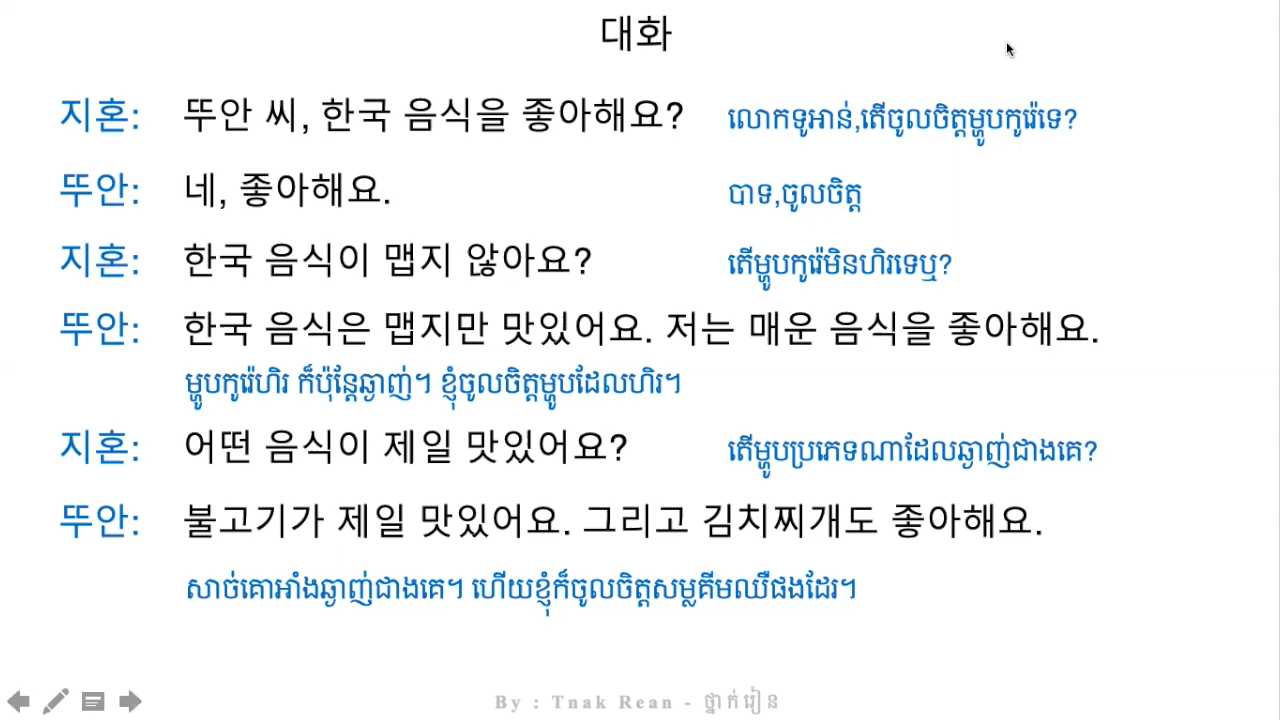 대화
지혼: 뚜안 씨, 한국 음식을 좋아해요? លោកទូអាន់,តើចូលចិត្តម្ហូបកូរ៉េទេ?
뚜안: 네, 좋아해요. បាទ,ចូលចិត្ត
지혼: 한국 음식이 맵지 않아요? តើម្ហូបកូរ៉េមិនហិរទេឬ?
뚜안: 한국 음식은 맵지만 맛있어요. 저는 매운 음식을 좋아해요.
ម្ហូបកូរ៉េហិរ ក៏ប៉ុន្តែឆ្ងាញ់។ ខ្ញុំចូលចិត្តម្ហូបដែលហិរ។
지혼: 어떤 음식이 제일 맛있어요? តើម្ហូបប្រភេទណាដែលឆ្ងាញ់ជាងគេ?
뚜안: 불고기가 제일 맛있어요. 그리고 김치찌개도 좋아해요.
សាច់គោអាំងឆ្ងាញ់ជាងគេ។ ហើយខ្ញុំក៏ចូលចិត្តសម្លគីមឈឺផងដែរ។
By : Tnak Rean - ថ្នាក់រៀន